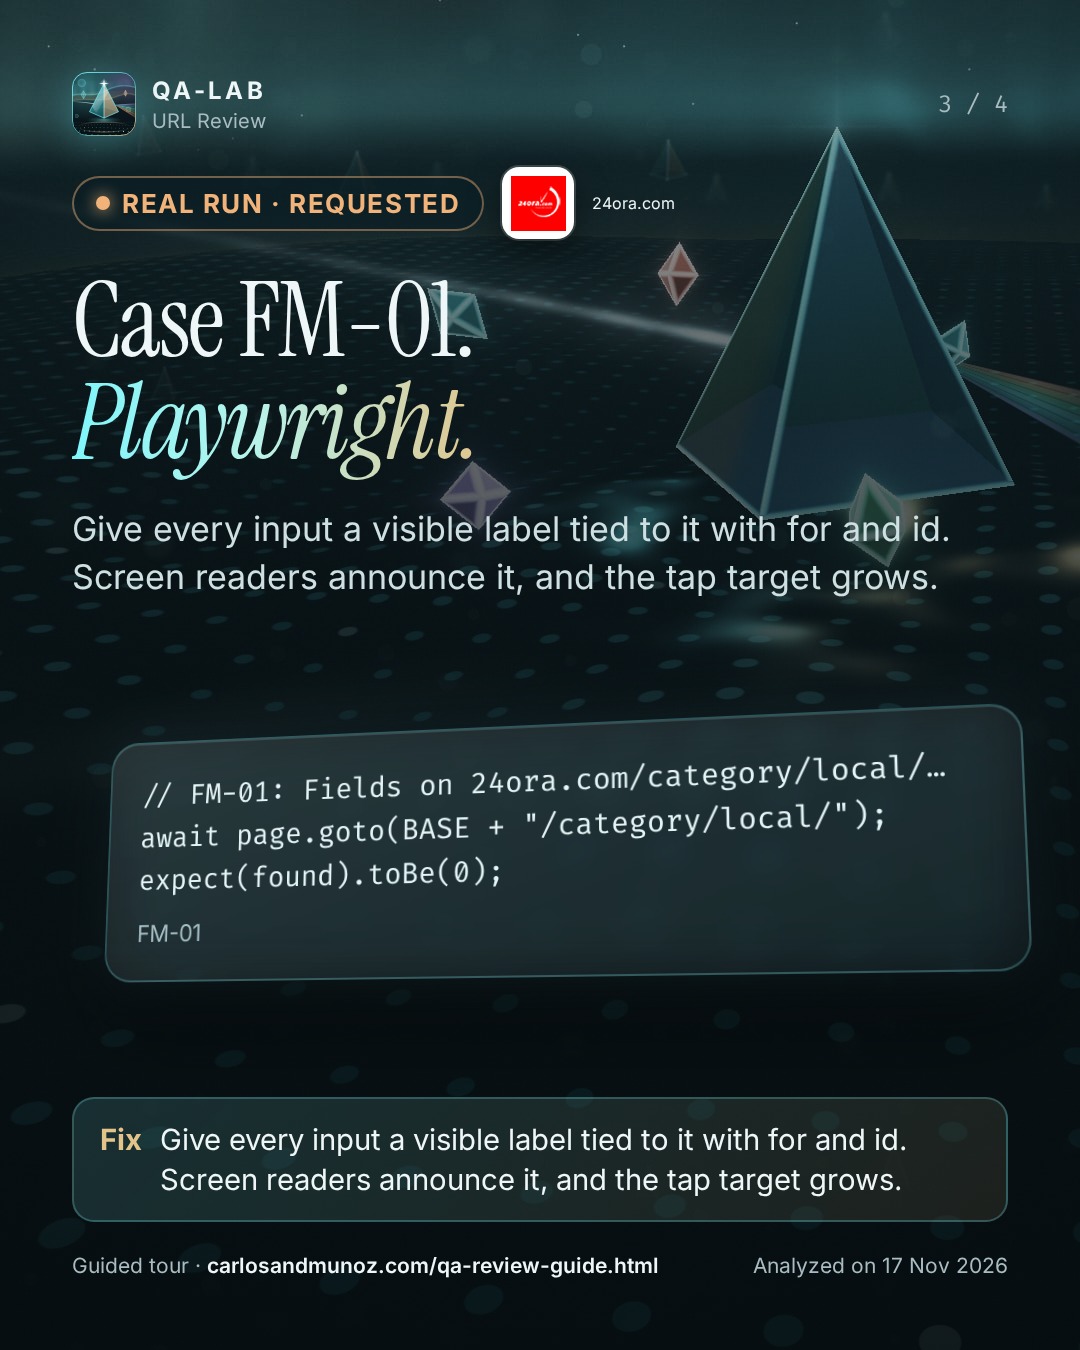 QA-LAB
URL Review
3 / 4
REAL RUN · REQUESTED
24ora.com
24ora.com
Case FM-01.
Playwright.
Give every input a visible label tied to it with for and id.
Screen readers announce it, and the tap target grows.
// FM-01: Fields on 24ora.com/category/local/…
await page.goto(BASE + "/category/local/");
expect(found).toBe(0);
FM-01
Fix Give every input a visible label tied to it with for and id.
Screen readers announce it, and the tap target grows.
Guided tour · carlosandmunoz.com/qa-review-guide.html
Analyzed on 17 Nov 2026